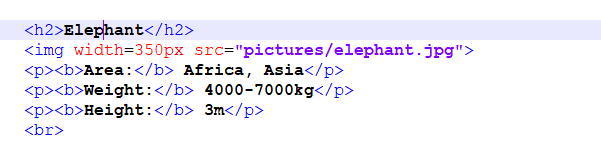 <h2>Elephant</h2>
<img width=350px src="pictures/elephant.jpg">
<p><b>Area:</b> Africa, Asia</p>
<p><b>Weight:</b> 4000-7000kg</p>
<p><b>Height:</b> 3m</p>
<br>